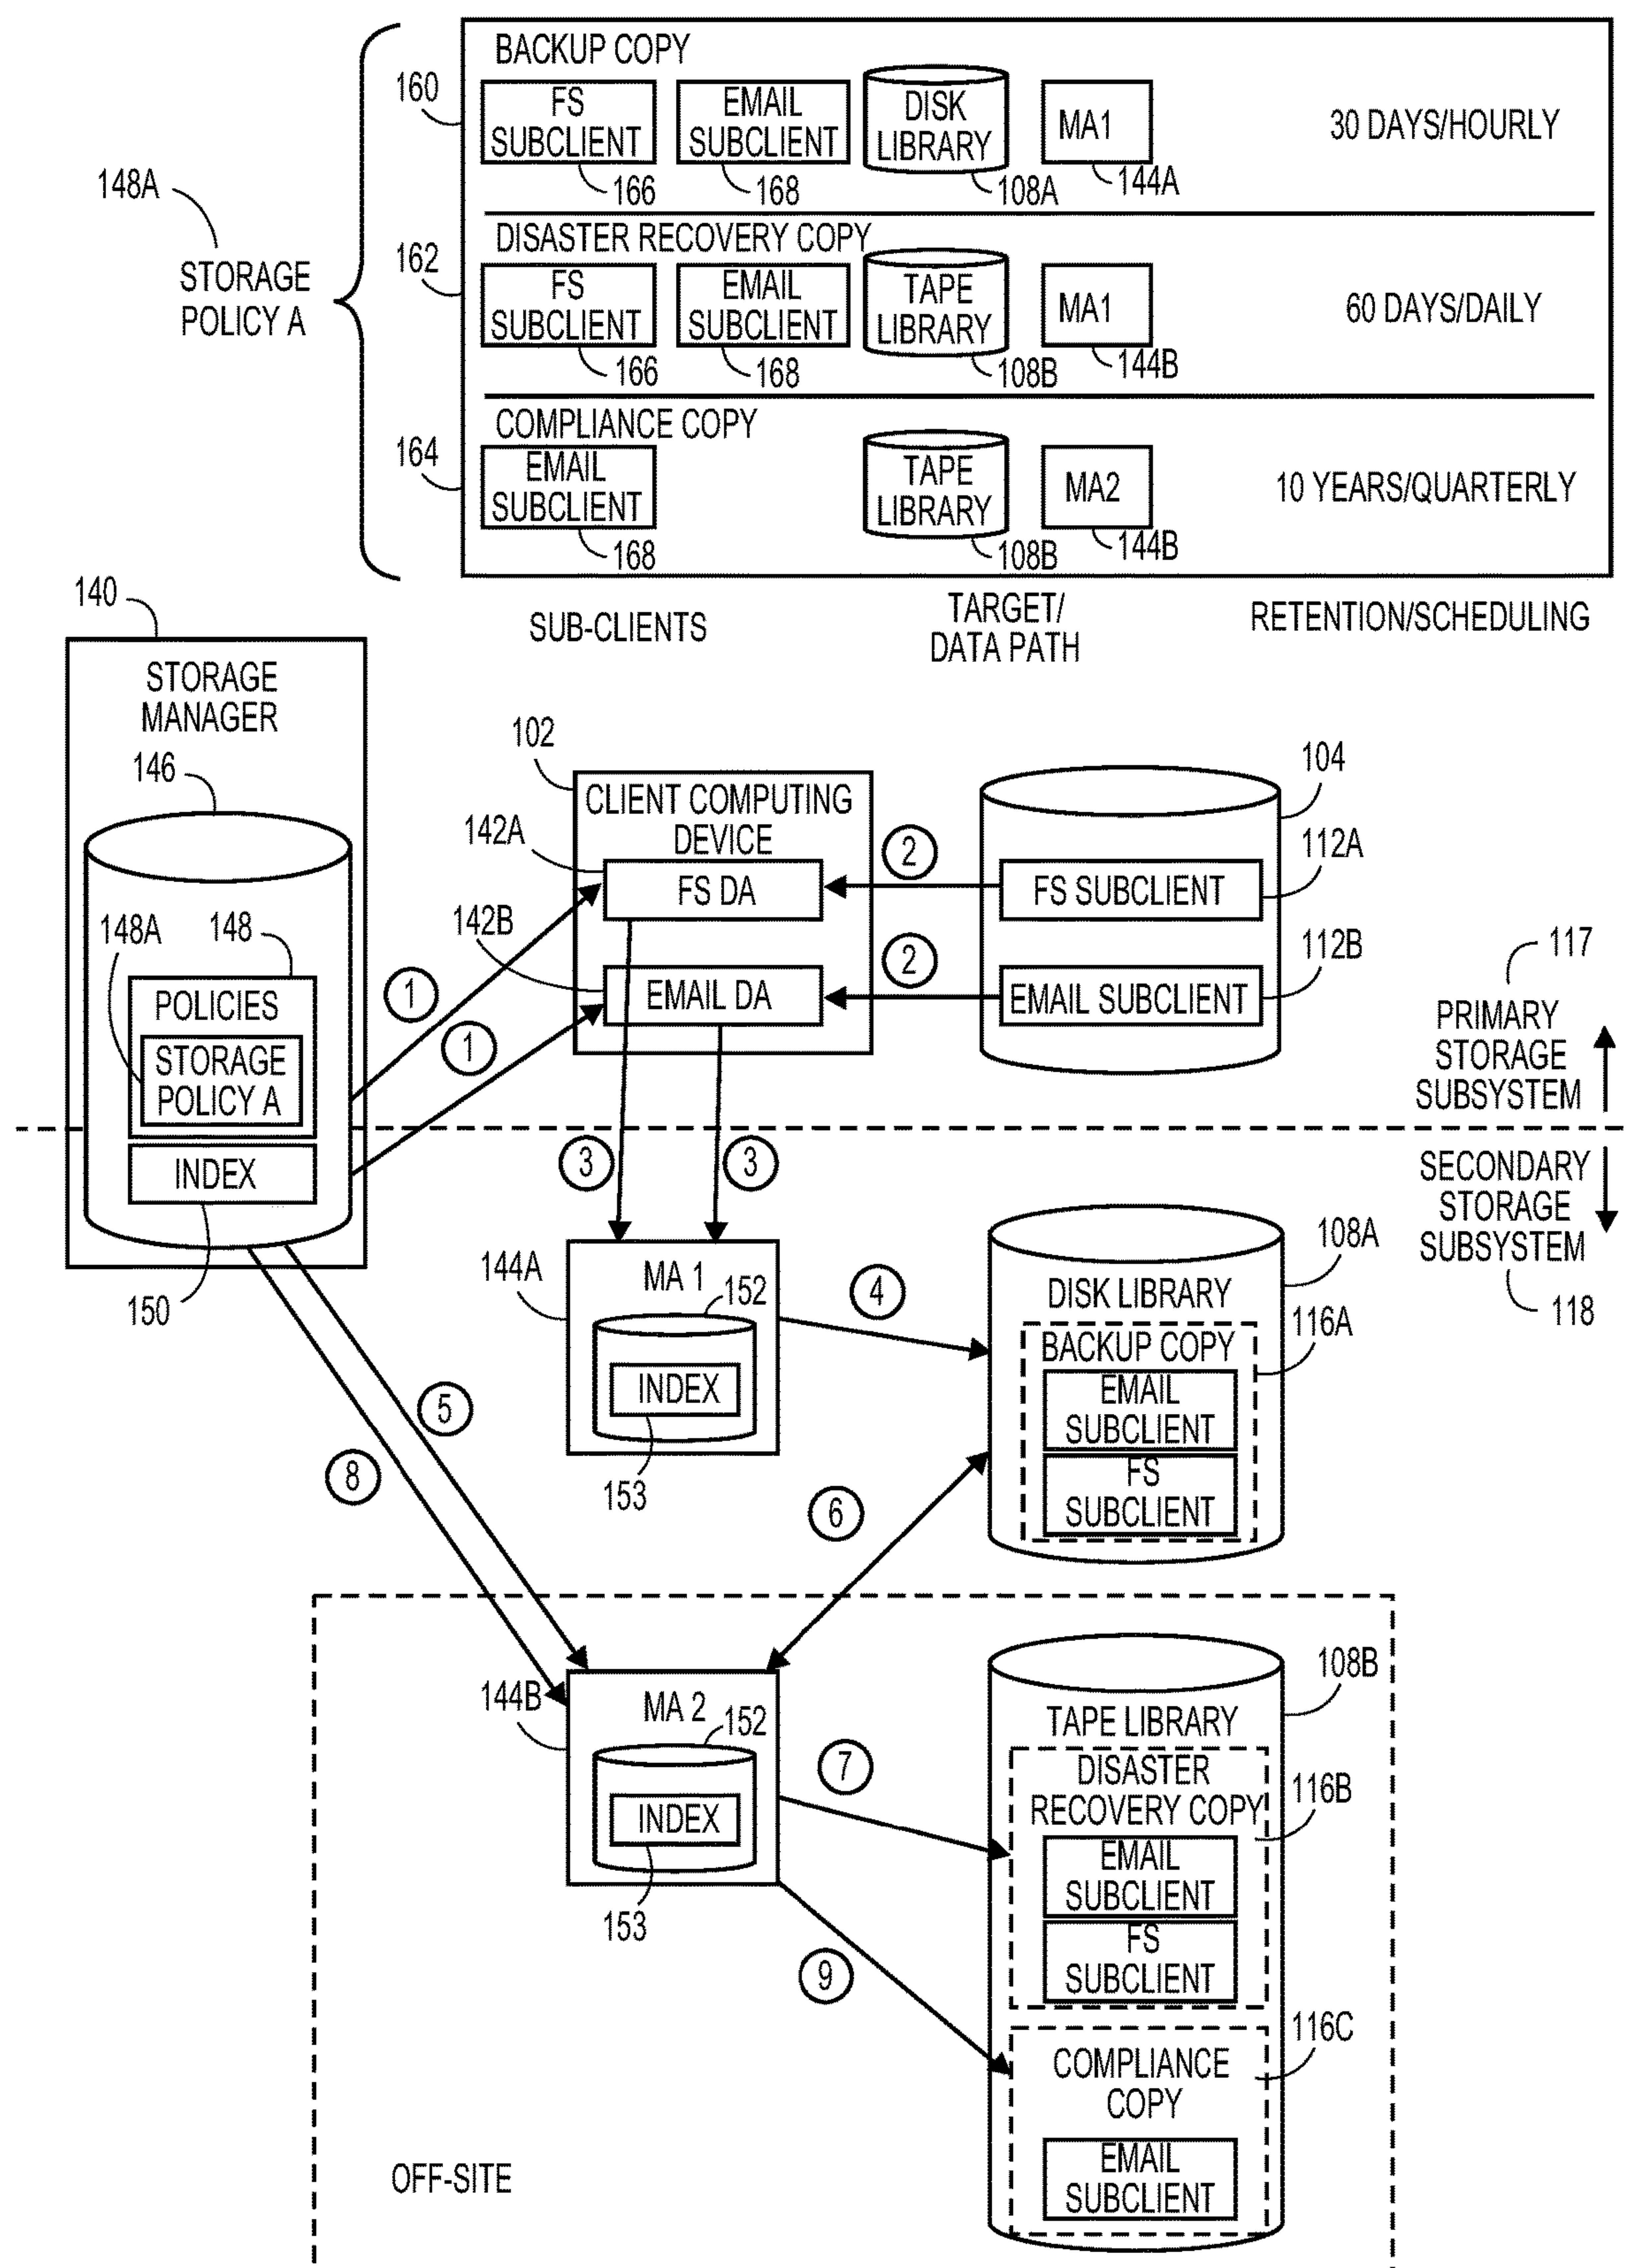 BACKUP COPY
160
FS
SUBCLIENT
166
EMAIL
SUBCLIENT
168
DISK
LIBRARY
108A
MA1
144A
30 DAYS/HOURLY
148A
STORAGE
POLICY A
DISASTER RECOVERY COPY
162
FS
SUBCLIENT
166
EMAIL
SUBCLIENT
168
TAPE
LIBRARY
108B
MA1
144B
60 DAYS/DAILY
COMPLIANCE COPY
164
EMAIL
SUBCLIENT
168
TAPE
LIBRARY
108B
MA2
144B
10 YEARS/QUARTERLY
SUB-CLIENTS
TARGET/
DATA PATH
RETENTION/SCHEDULING
140
STORAGE
MANAGER
146
148A
148
POLICIES
STORAGE
POLICY A
INDEX
150
102
CLIENT COMPUTING
DEVICE
142A
FS DA
142B
EMAIL DA
1
1
2
2
104
FS SUBCLIENT
112A
EMAIL SUBCLIENT
112B
117
PRIMARY
STORAGE
SUBSYSTEM
SECONDARY
STORAGE
SUBSYSTEM
118
3
3
144A
MA 1
152
INDEX
153
4
108A
DISK LIBRARY
116A
BACKUP COPY
EMAIL
SUBCLIENT
FS
SUBCLIENT
5
8
6
144B
MA 2
152
INDEX
153
7
9
108B
TAPE LIBRARY
DISASTER
RECOVERY COPY
116B
EMAIL
SUBCLIENT
FS
SUBCLIENT
116C
COMPLIANCE
COPY
EMAIL
SUBCLIENT
OFF-SITE